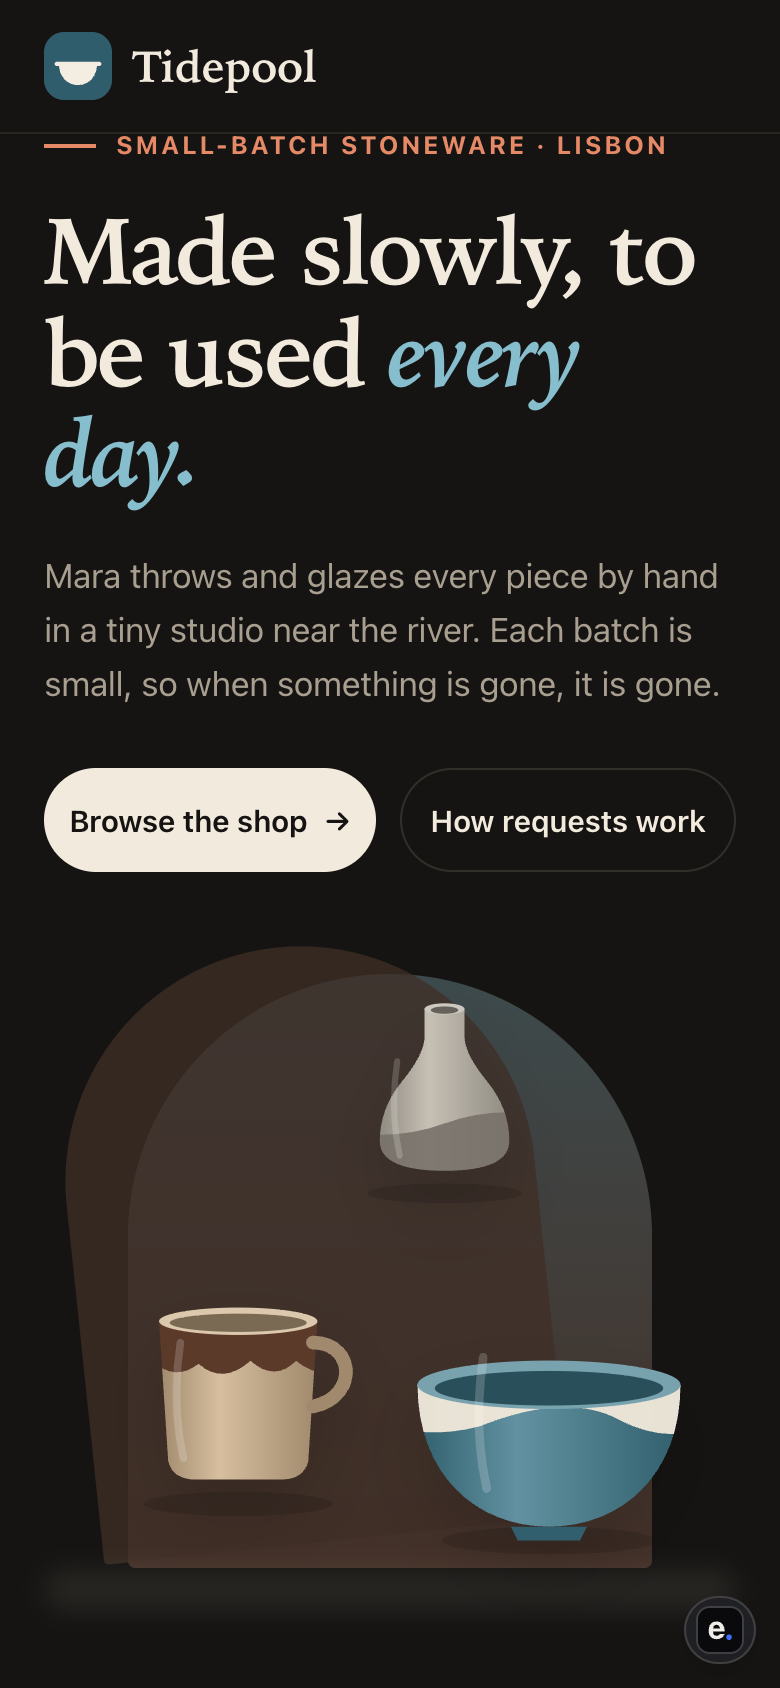 Tidepool
SMALL-BATCH STONEWARE · LISBON
Made slowly, to
be used every
day.
Mara throws and glazes every piece by hand
in a tiny studio near the river. Each batch is
small, so when something is gone, it is gone.
Browse the shop →
How requests work
e.